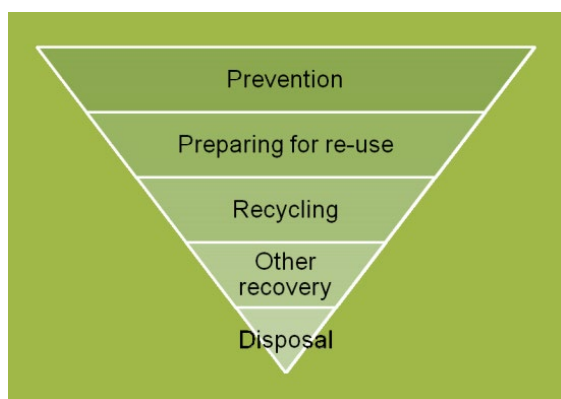 Prevention
Preparing for re-use
Recycling
Other
recovery
Disposal